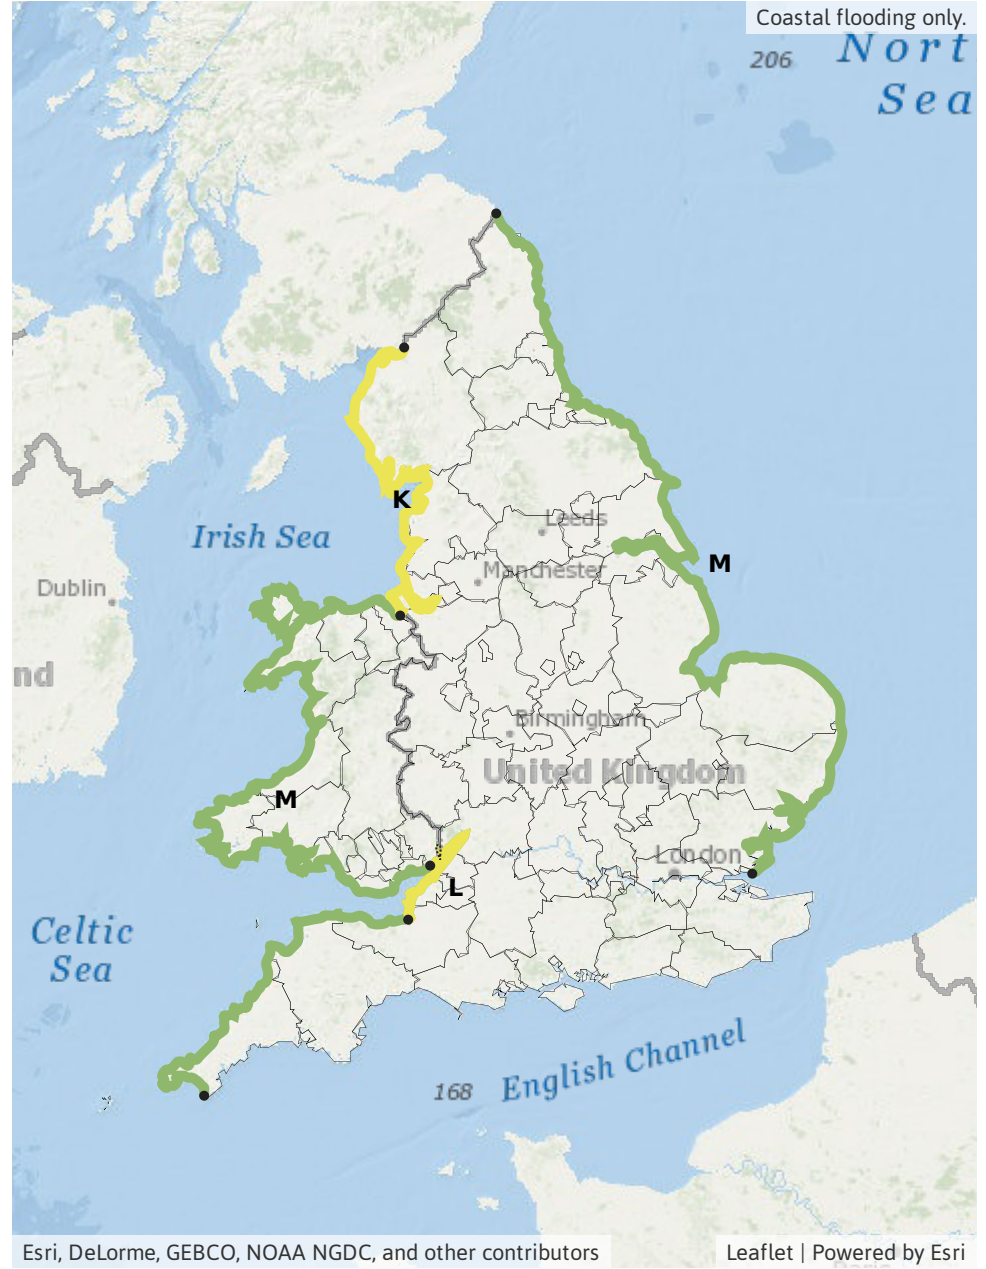 Coastal flooding only.
206
Nort
Sea
Irish Sea
K
Leeds
Manchester
M
Dublin
nd
Birmingham
United Kingdom
M
London
L
Celtic
Sea
English Channel
168
Esri, DeLorme, GEBCO, NOAA NGDC, and other contributors
Leaflet | Powered by Esri